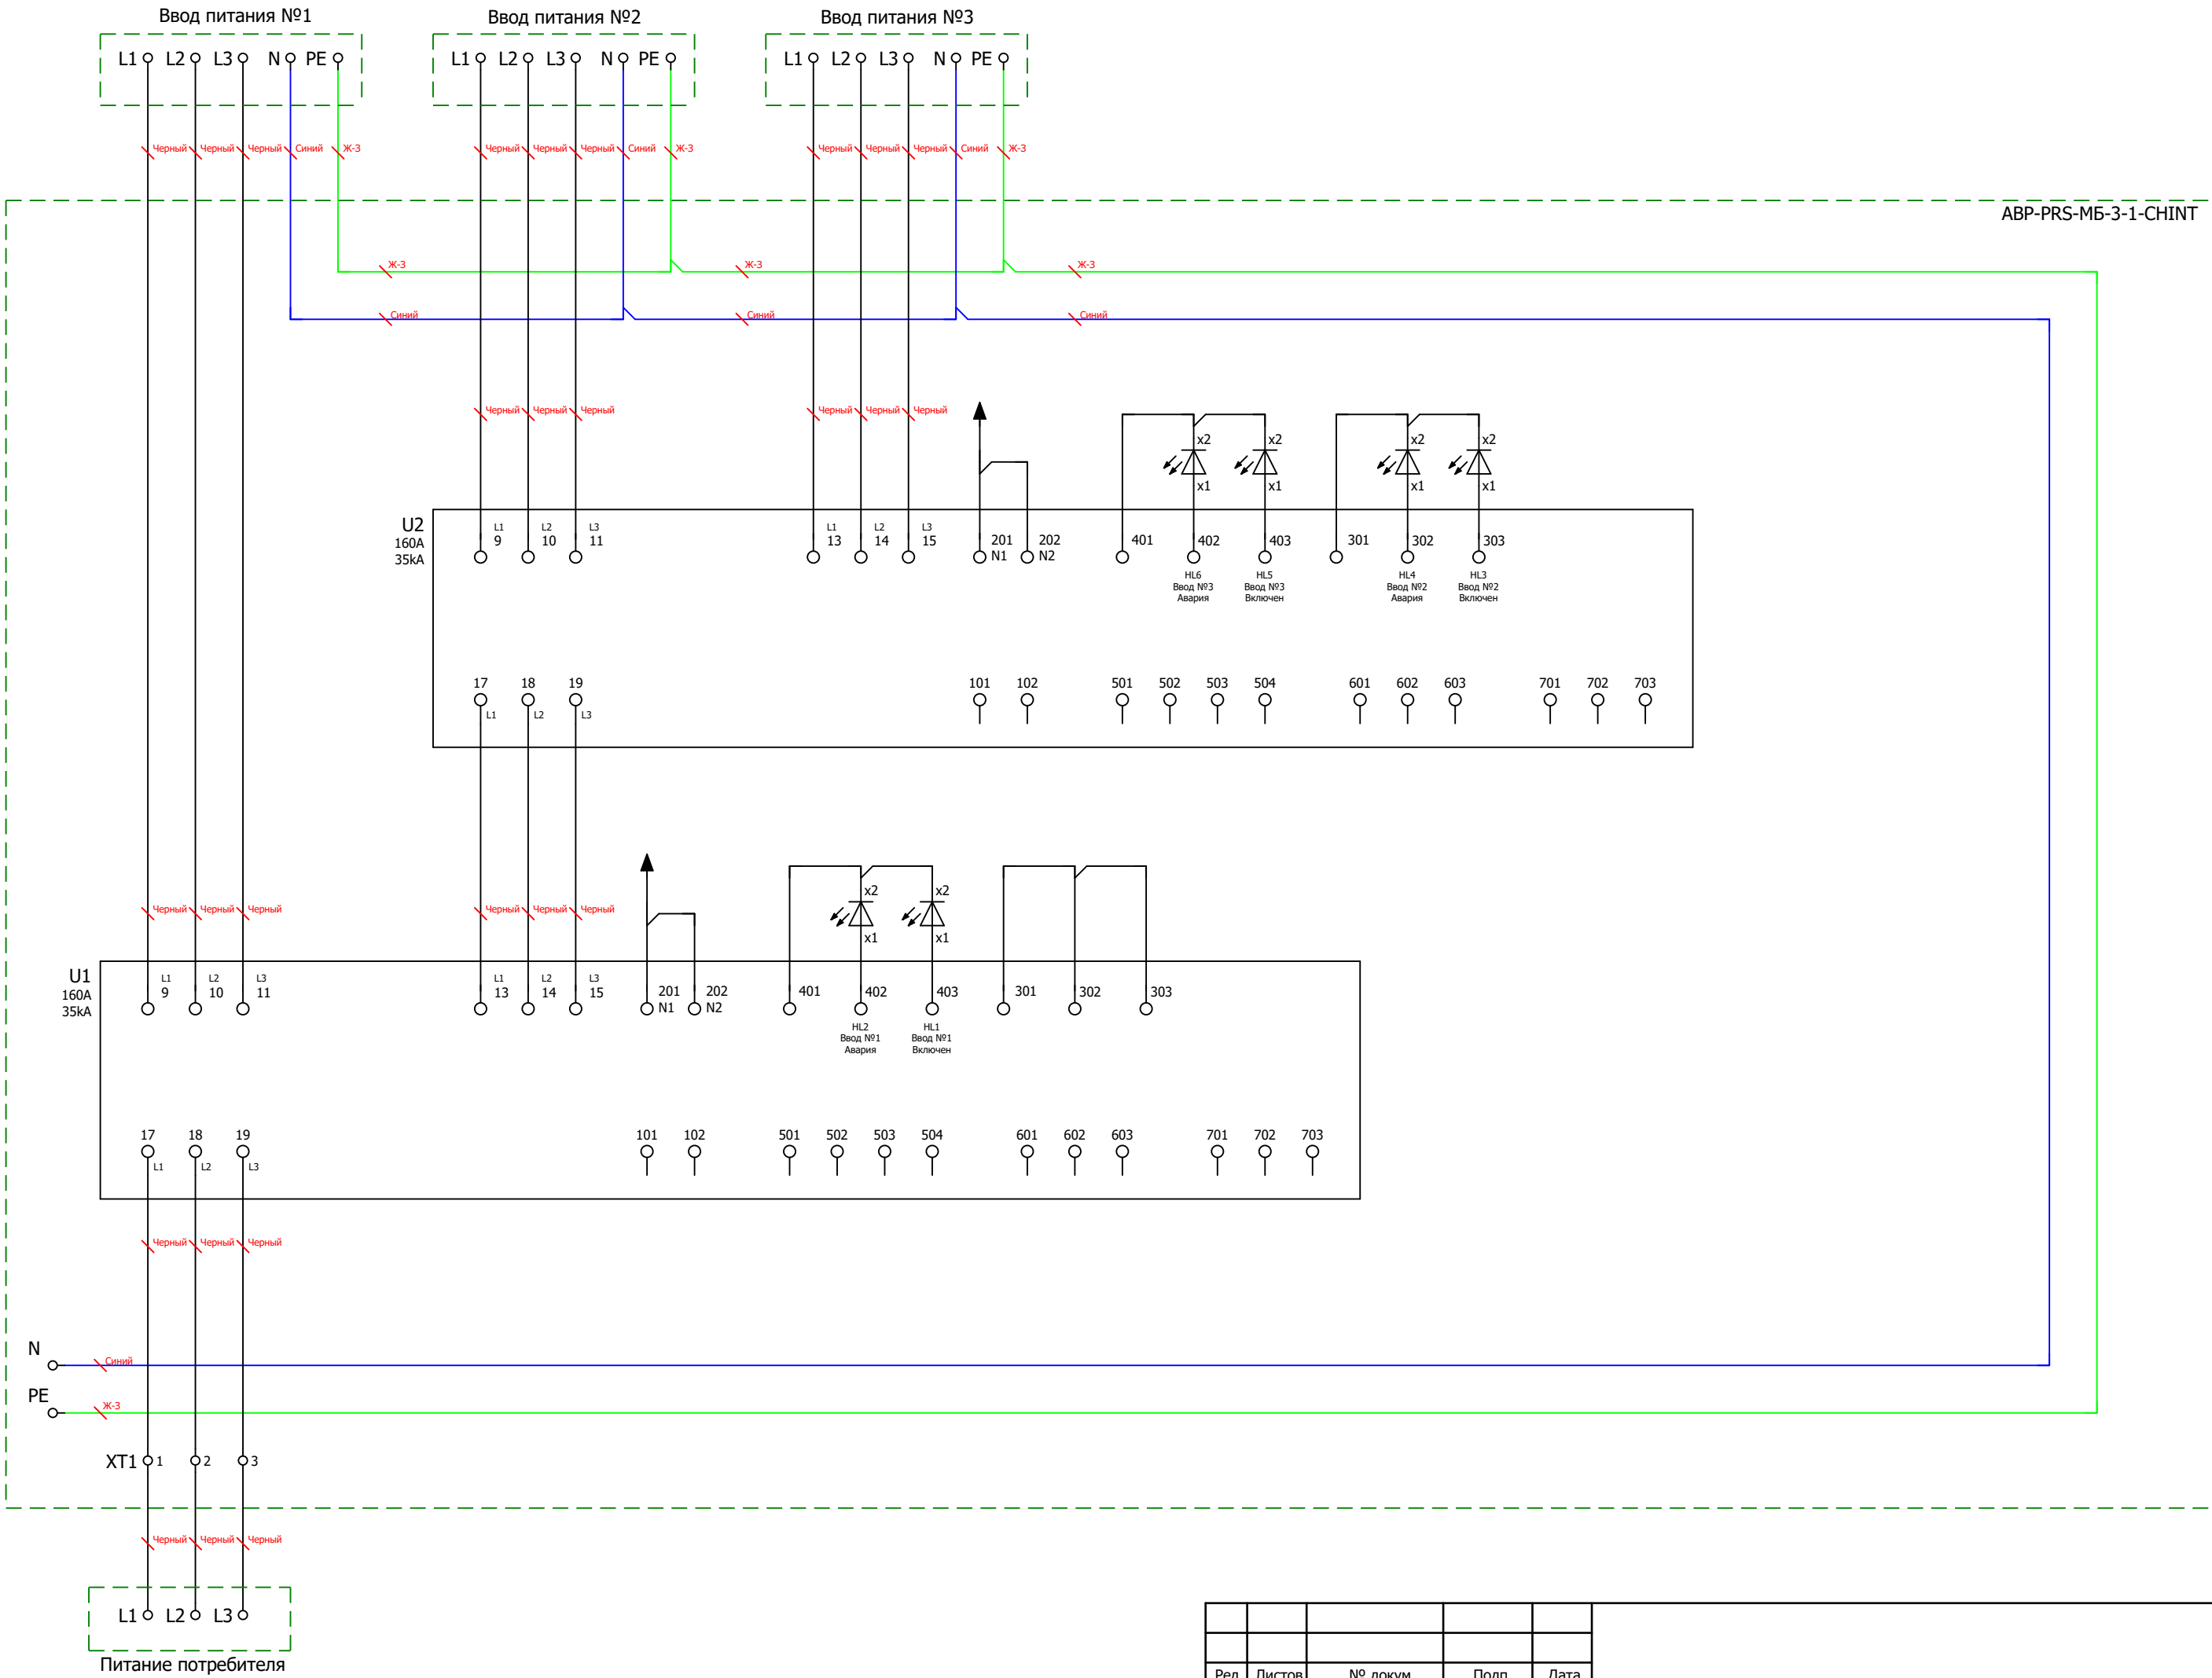 Ввод питания №1 Ввод питания №2 Ввод питания №3
L1 L2 L3 N PE L1 L2 L3 N PE L1 L2 L3 N PE
Черный Черный Черный Синий Ж-З Черный Черный Черный Синий Ж-З Черный Черный Черный Синий Ж-З
АВР-PRS-МБ-3-1-CHINT
Ж-З Ж-З Ж-З
Синий Синий Синий
Черный Черный Черный Черный Черный Черный
x2 x2 x2 x2
x1 x1 x1 x1
U2
160A
35kA
L1 L2 L3 L1 L2 L3
9 10 11 13 14 15 201 202 401 402 403 301 302 303
N1 N2
HL6 HL5 HL4 HL3
Ввод №3 Ввод №3 Ввод №2 Ввод №2
Авария Включен Авария Включен
17 18 19 101 102 501 502 503 504 601 602 603 701 702 703
L1 L2 L3
Черный Черный Черный Черный Черный Черный
x2 x2
x1 x1
U1
160A
35kA
L1 L2 L3 L1 L2 L3
9 10 11 13 14 15 201 202 401 402 403 301 302 303
N1 N2
HL2 HL1
Ввод №1 Ввод №1
Авария Включен
17 18 19 101 102 501 502 503 504 601 602 603 701 702 703
L1 L2 L3
Черный Черный Черный
N
Синий
PE
Ж-З
XT1 1 2 3
Черный Черный Черный
L1 L2 L3
Питание потребителя
Ред Листов № докум Подп Дата